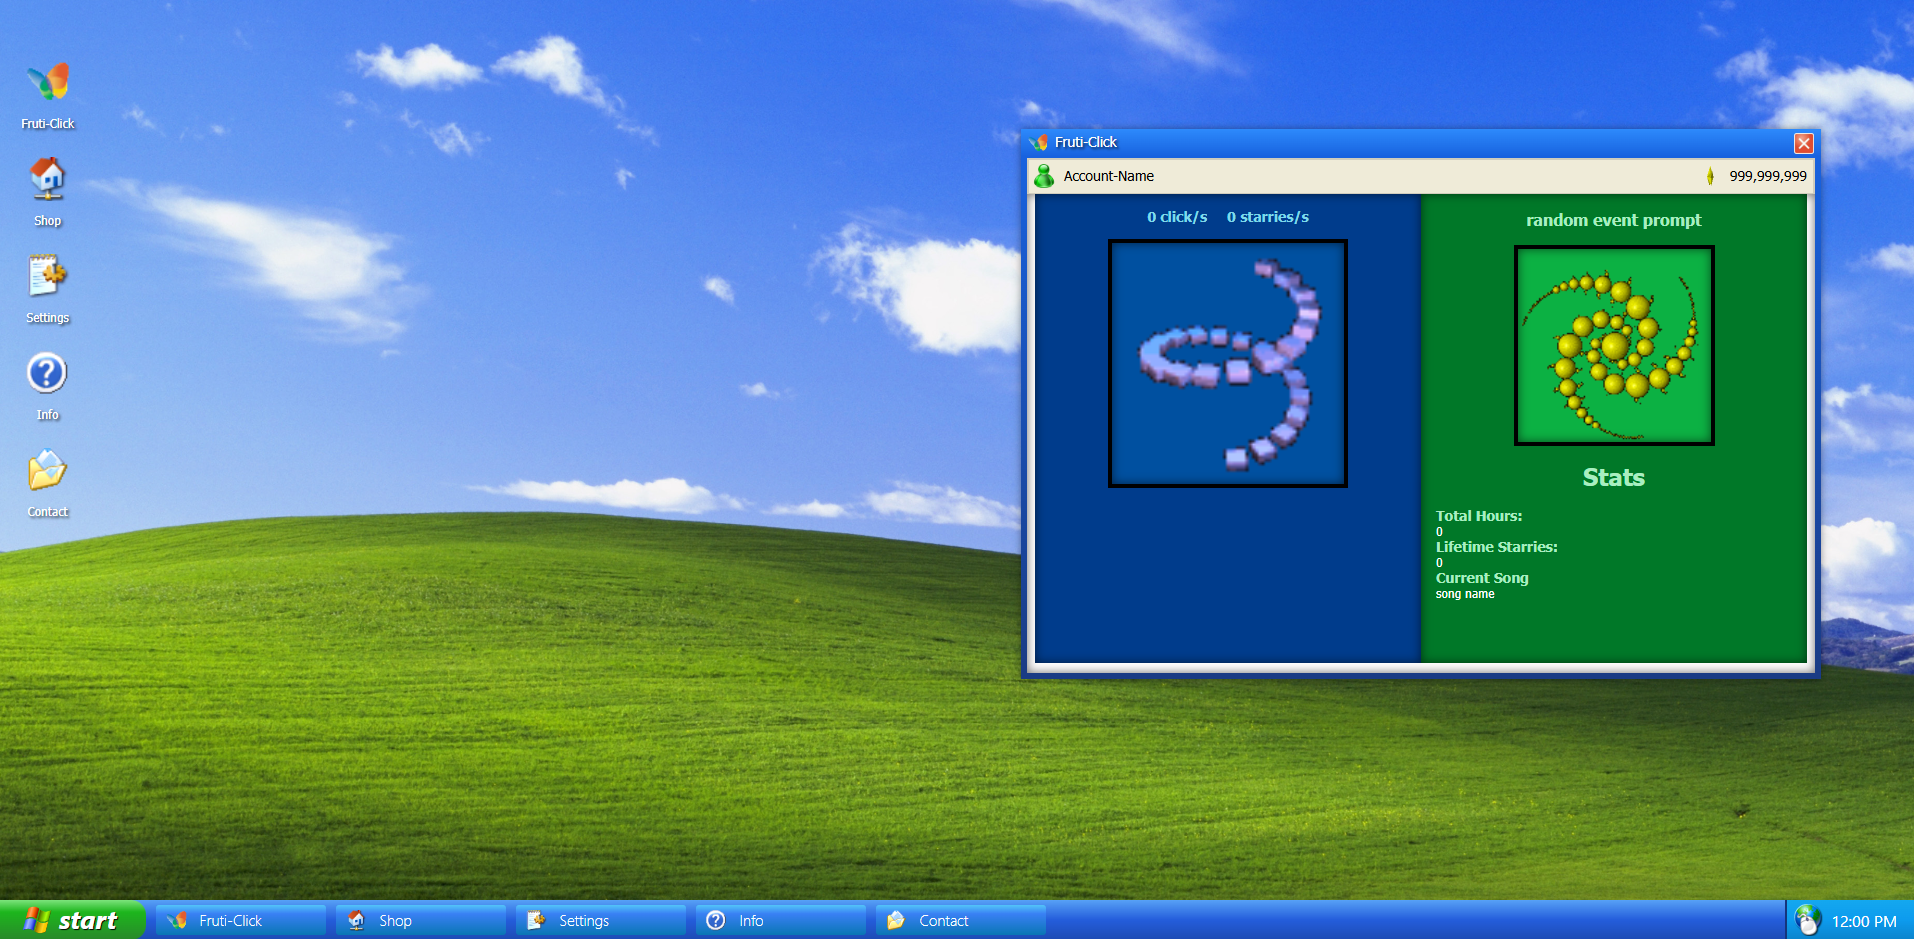 Fruti-Click
Shop
Settings
Info
Contact
Fruti-Click
Account-Name
999,999,999
0 click/s 0 starries/s
random event prompt
Stats
Total Hours:
0
Lifetime Starries:
0
Current Song
song name
start
Fruti-Click
Shop
Settings
Info
Contact
12:00 PM